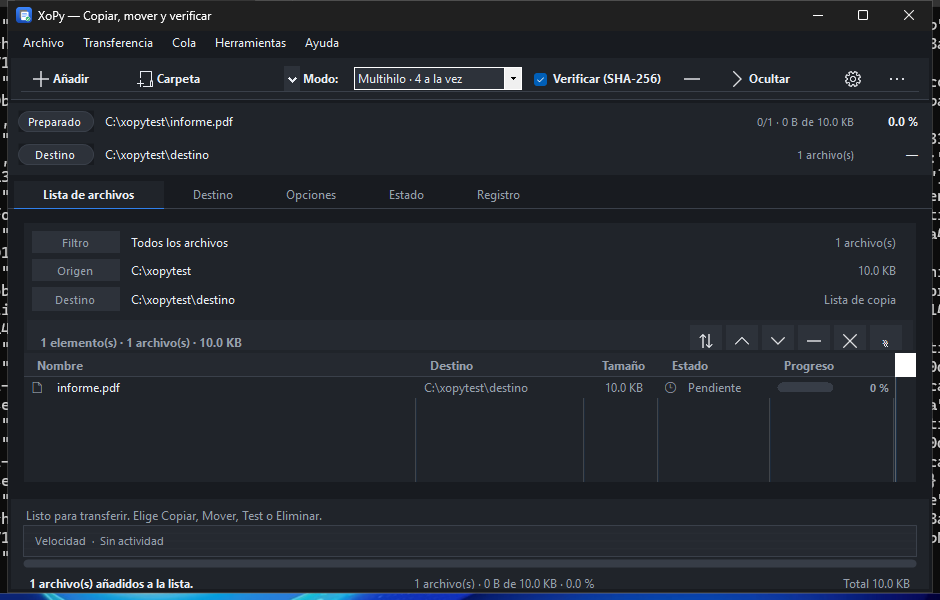 XoPy — Copiar, mover y verificar
Archivo Transferencia Cola Herramientas Ayuda
Añadir Carpeta Modo: Multihilo · 4 a la vez Verificar (SHA-256) Ocultar
Preparado C:\xopytest\informe.pdf 0/1 · 0 B de 10.0 KB 0.0 %
Destino C:\xopytest\destino 1 archivo(s) —
Lista de archivos Destino Opciones Estado Registro
Filtro Todos los archivos 1 archivo(s)
Origen C:\xopytest 10.0 KB
Destino C:\xopytest\destino Lista de copia
1 elemento(s) · 1 archivo(s) · 10.0 KB
Nombre Destino Tamaño Estado Progreso
informe.pdf C:\xopytest\destino 10.0 KB Pendiente 0 %
Listo para transferir. Elige Copiar, Mover, Test o Eliminar.
Velocidad · Sin actividad
1 archivo(s) añadidos a la lista. 1 archivo(s) · 0 B de 10.0 KB · 0.0 % Total 10.0 KB